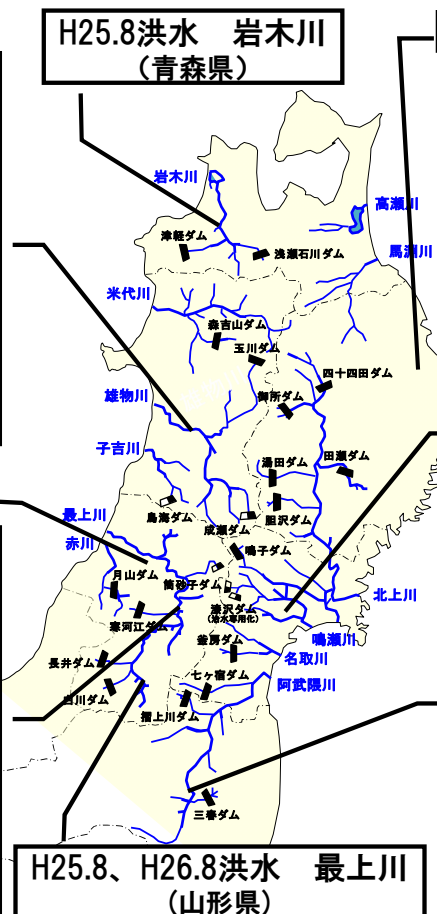 H25.8洪水　岩木川
（青森県）
岩木川
高瀬川
津軽ダム
浅瀬石川ダム
馬淵川
米代川
森吉山ダム
玉川ダム
四十四田ダム
御所ダム
雄物川
子吉川
湯田ダム
田瀬ダム
鳥海ダム
成瀬ダム
胆沢ダム
最上川
赤川
鳴子ダム
月山ダム
筒砂子ダム
北上川
漆沢ダム
（治水専用化）
寒河江ダム
鳴瀬川
釜房ダム
名取川
長井ダム
七ヶ宿ダム
阿武隈川
白川ダム
摺上川ダム
三春ダム
H25.8、H26.8洪水　最上川
（山形県）